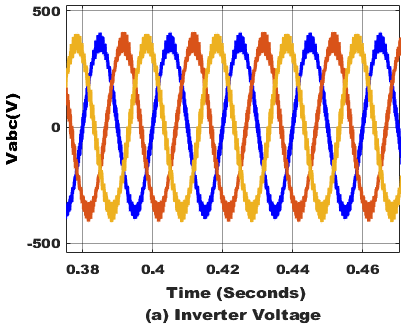 500
0
-500
Vabc(V)
0.38 0.4 0.42 0.44 0.46
Time (Seconds)
(a) Inverter Voltage